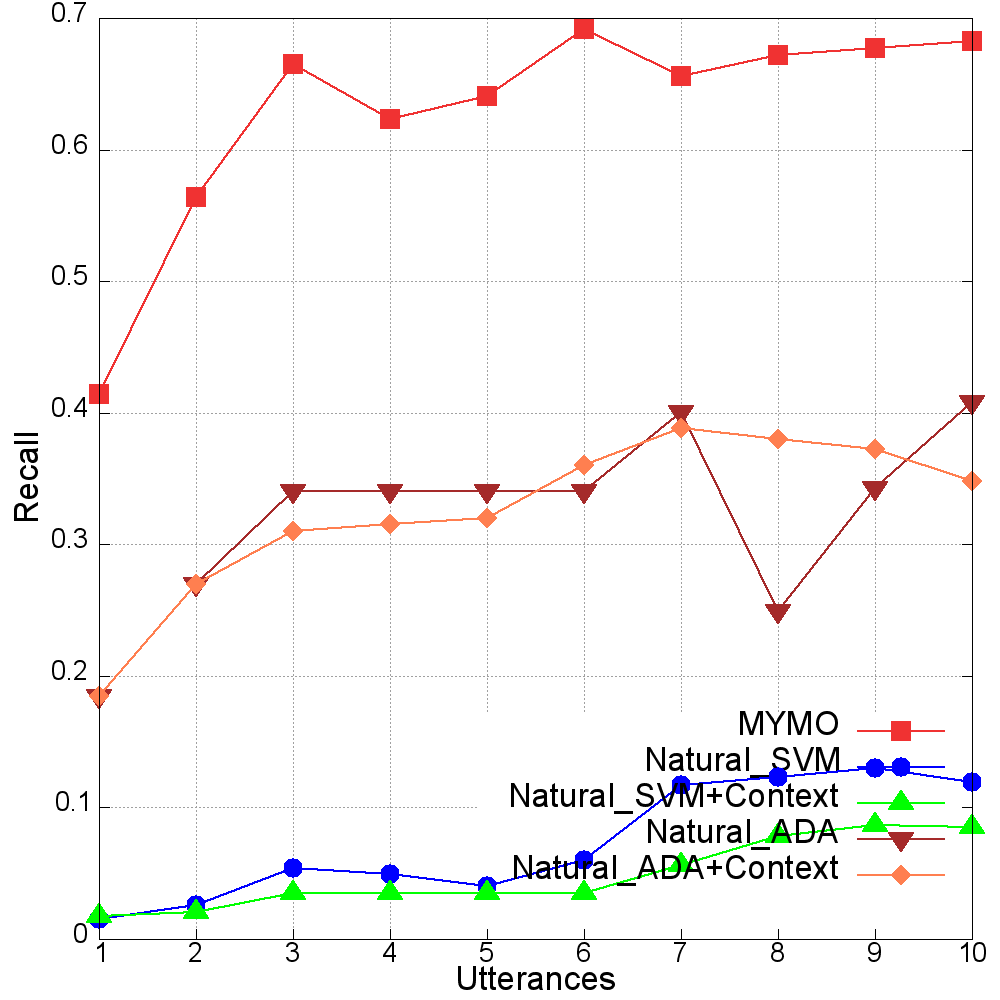 0.7
0.6
0.5
0.4
0.3
0.2
0.1
0
Recall
MYMO
Natural_SVM
Natural_SVM+Context
Natural_ADA
Natural_ADA+Context
1 2 3 4 5 6 7 8 9 10
Utterances